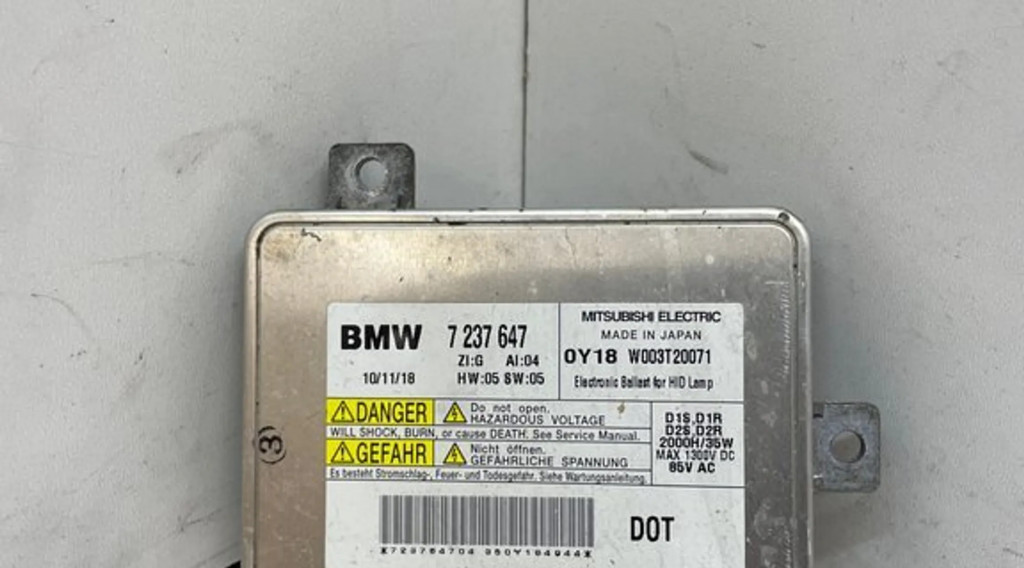 BMW 7 237 647
ZI:G AI:04
10/11/18 HW:05 SW:05
MITSUBISHI ELECTRIC
MADE IN JAPAN
0Y18 W003T20071
Electronic Ballast for HID Lamp
DANGER Do not open.
HAZARDOUS VOLTAGE
WILL SHOCK, BURN, or cause DEATH. See Service Manual.
GEFAHR Nicht öffnen.
GEFÄHRLICHE SPANNUNG
Es besteht Stromschlag-, Feuer- und Todesgefahr. Siehe Wartungsanleitung.
D1S,D1R
D2S,D2R
2000H/35W
MAX 1300V DC
85V AC
DOT
(3)